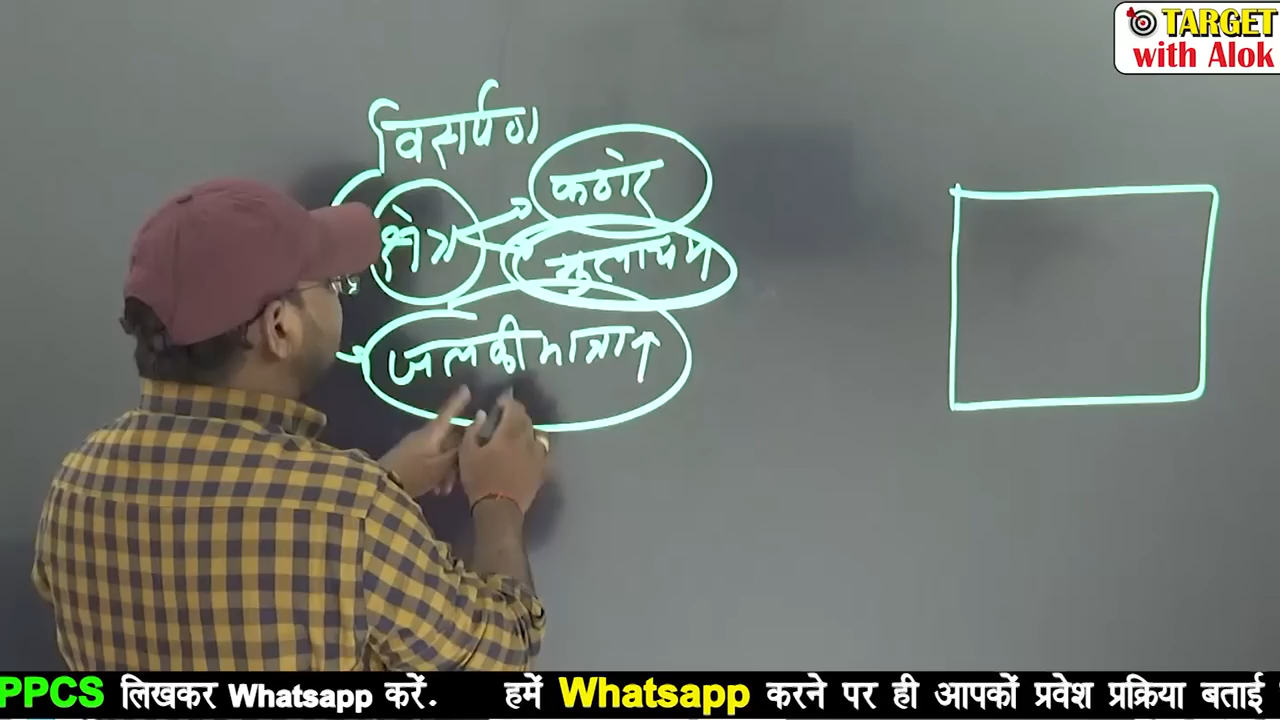 TARGET
with Alok
विसर्पण
कठोर
क्षेत्र
मुलायम
जल की मात्रा ↑
PPCS लिखकर Whatsapp करें. हमें Whatsapp करने पर ही आपकों प्रवेश प्रक्रिया बताई